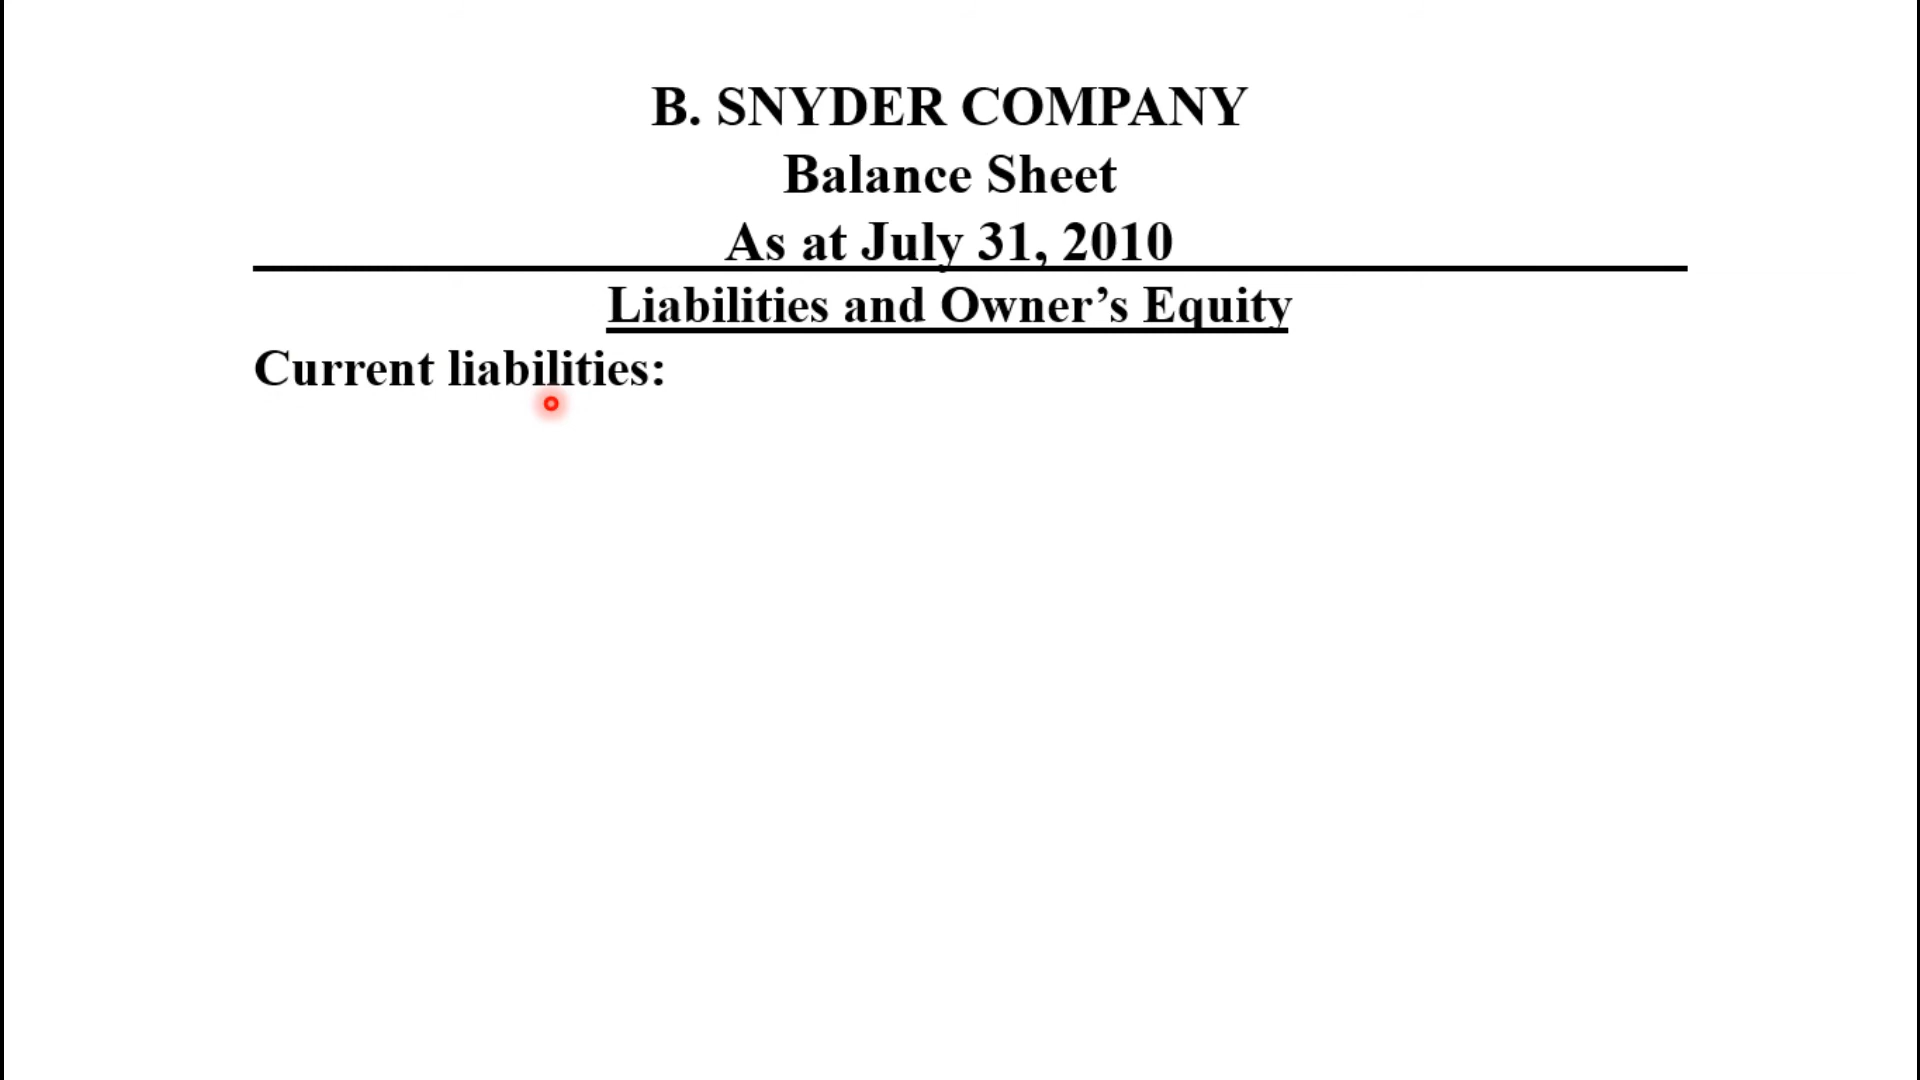 B. SNYDER COMPANY
Balance Sheet
As at July 31, 2010
Liabilities and Owner’s Equity
Current liabilities: